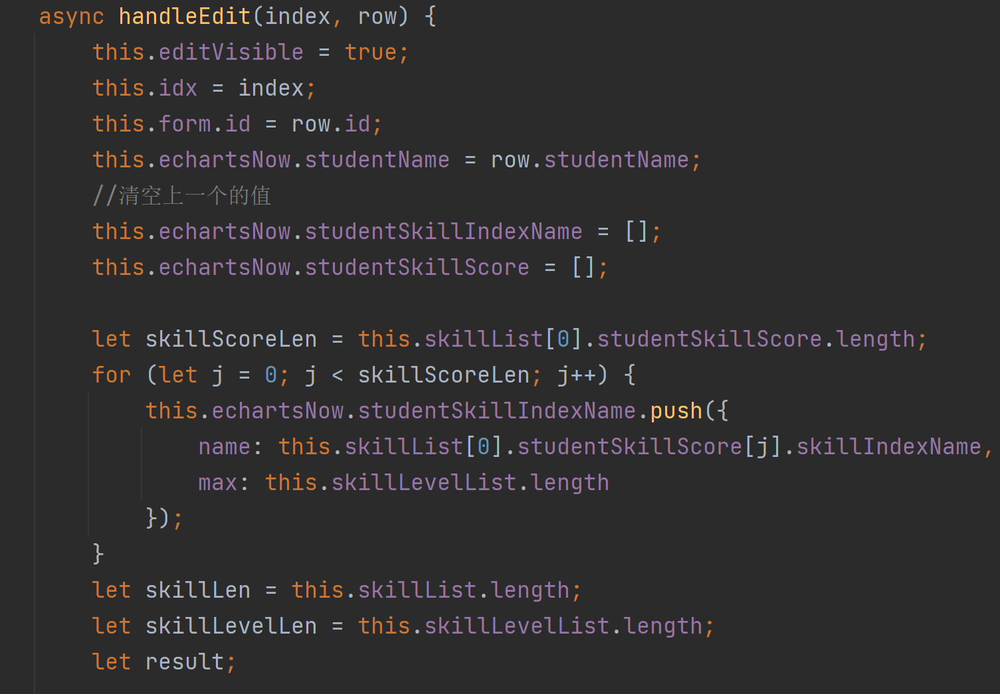 async handleEdit(index, row) {
this.editVisible = true;
this.idx = index;
this.form.id = row.id;
this.echartsNow.studentName = row.studentName;
//清空上一个的值
this.echartsNow.studentSkillIndexName = [];
this.echartsNow.studentSkillScore = [];
let skillScoreLen = this.skillList[0].studentSkillScore.length;
for (let j = 0; j < skillScoreLen; j++) {
this.echartsNow.studentSkillIndexName.push({
name: this.skillList[0].studentSkillScore[j].skillIndexName,
max: this.skillLevelList.length
});
}
let skillLen = this.skillList.length;
let skillLevelLen = this.skillLevelList.length;
let result;